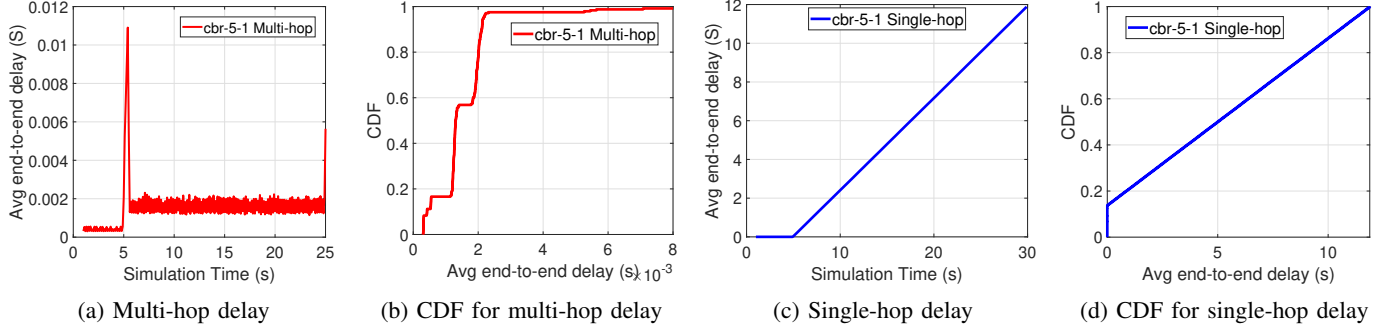 Avg end-to-end delay (S)
0.012
0.01
0.008
0.006
0.004
0.002
0
cbr-5-1 Multi-hop
0 5 10 15 20 25
Simulation Time (s)
(a) Multi-hop delay
CDF
1
0.8
0.6
0.4
0.2
0
cbr-5-1 Multi-hop
0 2 4 6 8
Avg end-to-end delay (s) ×10-3
(b) CDF for multi-hop delay
Avg end-to-end delay (S)
12
10
8
6
4
2
0
cbr-5-1 Single-hop
10 20 30
Simulation Time (s)
(c) Single-hop delay
CDF
1
0.8
0.6
0.4
0.2
0
cbr-5-1 Single-hop
0 5 10
Avg end-to-end delay (s)
(d) CDF for single-hop delay